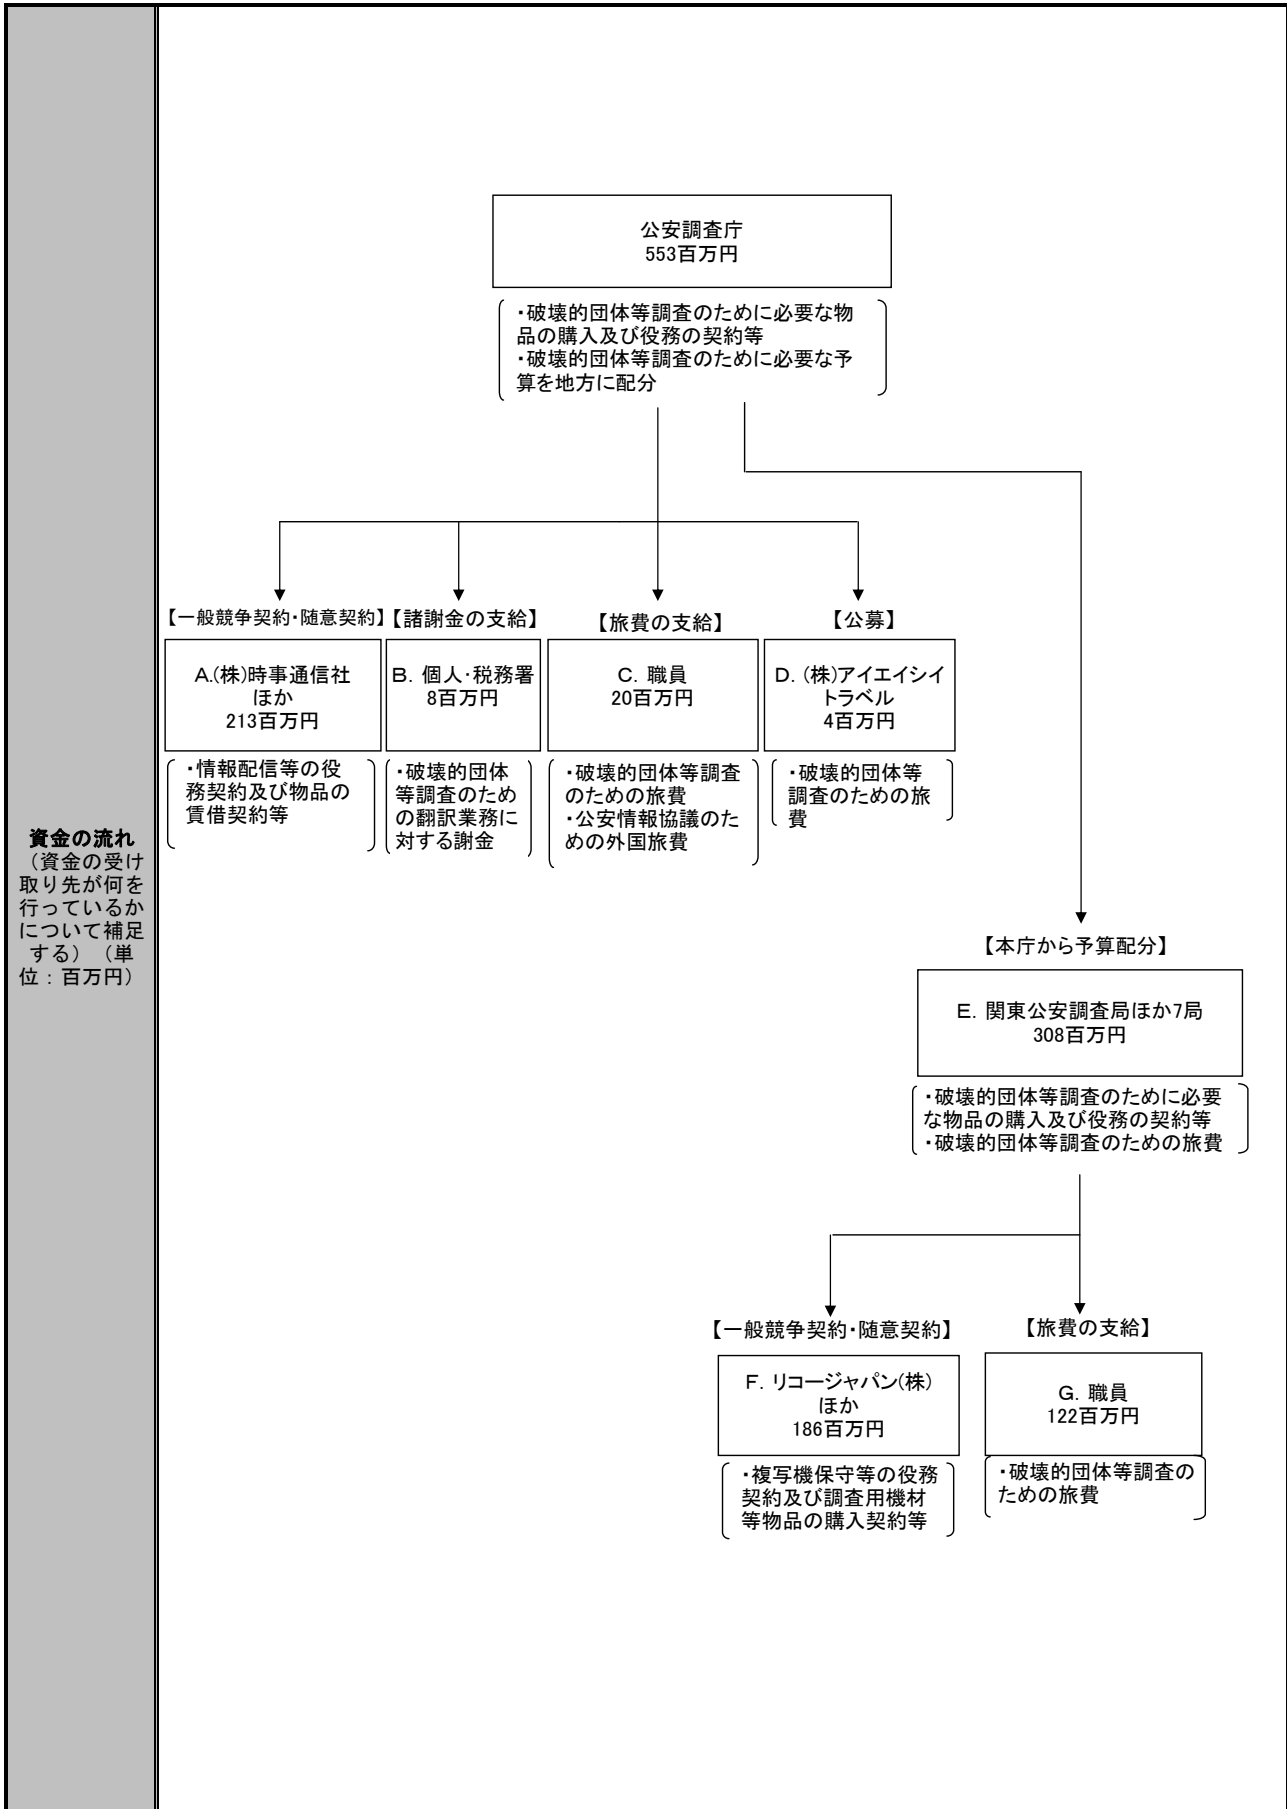 資金の流れ
（資金の受け
取り先が何を
行っているか
について補足
する）（単
位：百万円）
公安調査庁
553百万円
・破壊的団体等調査のために必要な物
品の購入及び役務の契約等
・破壊的団体等調査のために必要な予
算を地方に配分
【一般競争契約・随意契約】
A.(株)時事通信社
ほか
213百万円
・情報配信等の役
務契約及び物品の
賃借契約等
【諸謝金の支給】
B. 個人・税務署
8百万円
・破壊的団体
等調査のため
の翻訳業務に
対する謝金
【旅費の支給】
C. 職員
20百万円
・破壊的団体等調査
のための旅費
・公安情報協議のた
めの外国旅費
【公募】
D. (株)アイエイシイ
トラベル
4百万円
・破壊的団体等
調査のための旅
費
【本庁から予算配分】
E. 関東公安調査局ほか7局
308百万円
・破壊的団体等調査のために必要
な物品の購入及び役務の契約等
・破壊的団体等調査のための旅費
【一般競争契約・随意契約】
F. リコージャパン(株)
ほか
186百万円
・複写機保守等の役務
契約及び調査用機材
等物品の購入契約等
【旅費の支給】
G. 職員
122百万円
・破壊的団体等調査の
ための旅費